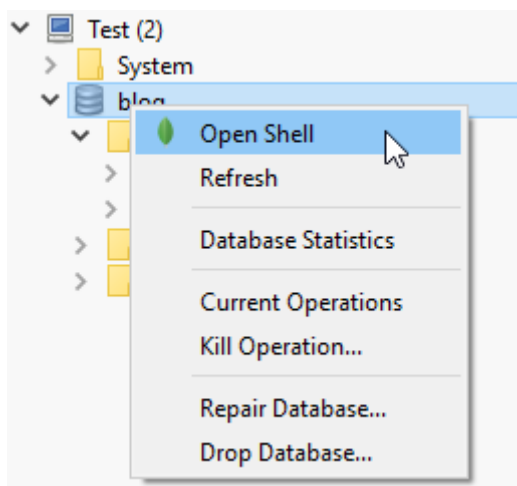 Test (2)
System
blog
Open Shell
Refresh
Database Statistics
Current Operations
Kill Operation...
Repair Database...
Drop Database...